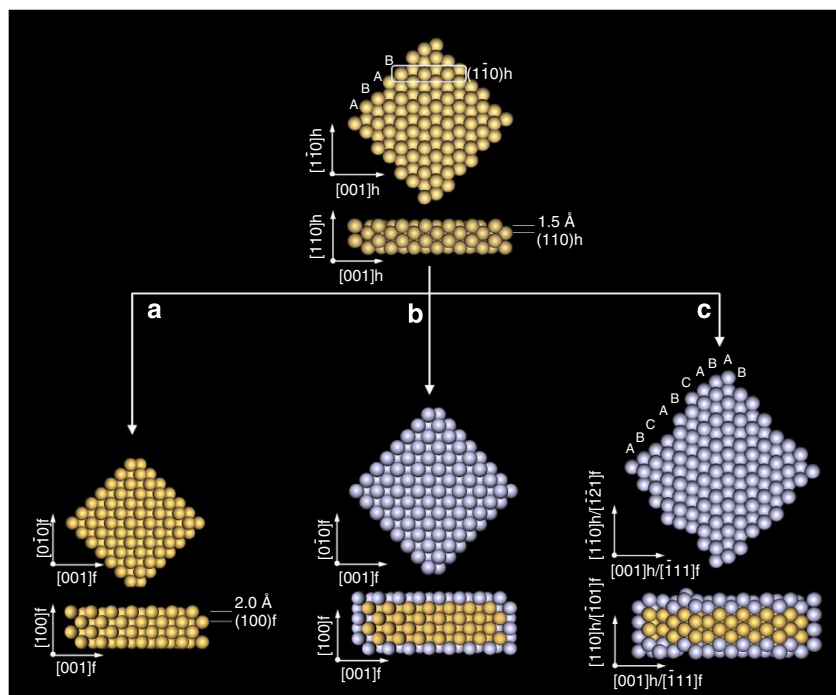 B
A
B
A
(11̄0)h
[11̄0]h
[001]h
[110]h
1.5 Å
(110)h
[001]h
a
b
c
[01̄0]f
[001]f
[100]f
2.0 Å
(100)f
[001]f
[01̄0]f
[001]f
[100]f
[001]f
A
B
C
A
B
C
A
B
A
B
[11̄0]h/[1̄2̄1]f
[001]h/[1̄11]f
[110]h/[1̄01]f
[001]h/[1̄11]f